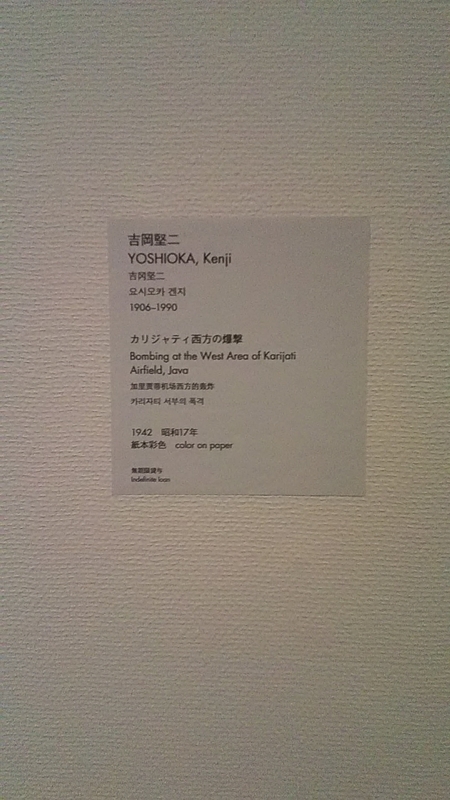 吉岡堅二
YOSHIOKA, Kenji
吉冈坚二
요시오카 겐지
1906–1990
カリジャティ西方の爆撃
Bombing at the West Area of Karijati
Airfield, Java
加里贾蒂机场西方的轰炸
카리자티 서부의 폭격
1942 昭和17年
紙本彩色 color on paper
無期限貸与
Indefinite loan